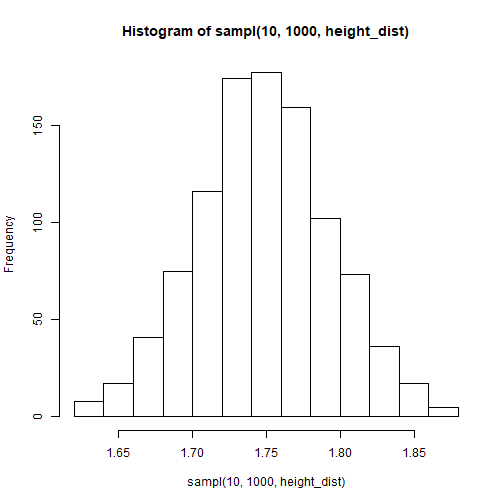 Histogram of sampl(10, 1000, height_dist)
Frequency
150
100
50
0
1.65 1.70 1.75 1.80 1.85
sampl(10, 1000, height_dist)